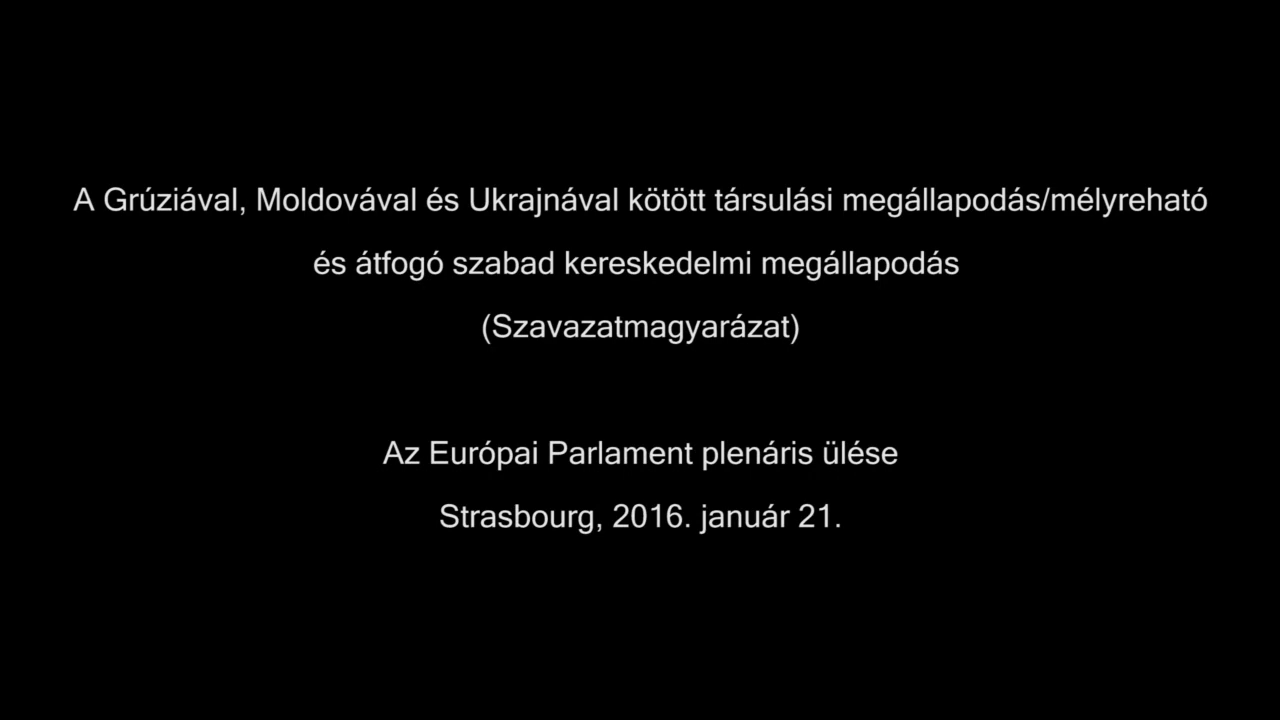 A Grúziával, Moldovával és Ukrajnával kötött társulási megállapodás/mélyreható
és átfogó szabad kereskedelmi megállapodás
(Szavazatmagyarázat)
Az Európai Parlament plenáris ülése
Strasbourg, 2016. január 21.